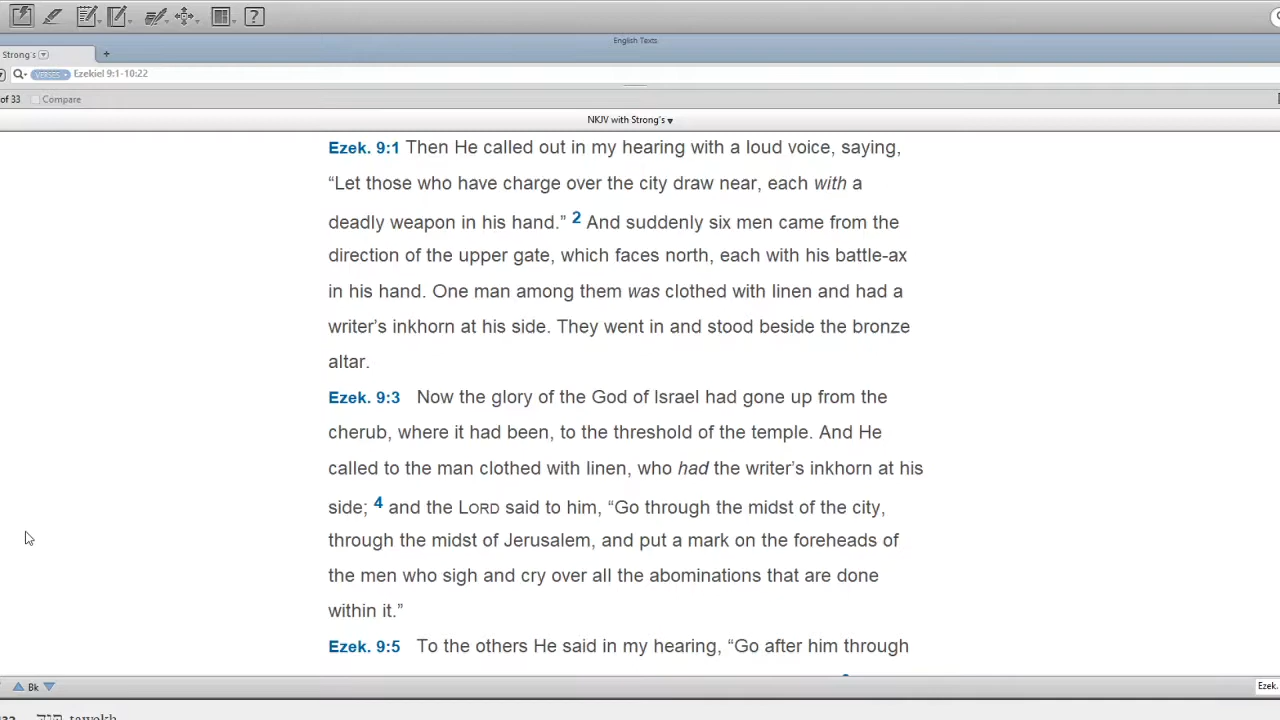 English Texts
Strong's
+
VERSES Ezekiel 9:1-10:22
of 33 Compare
NKJV with Strong's
Ezek. 9:1 Then He called out in my hearing with a loud voice, saying,
“Let those who have charge over the city draw near, each with a
deadly weapon in his hand.” 2 And suddenly six men came from the
direction of the upper gate, which faces north, each with his battle-ax
in his hand. One man among them was clothed with linen and had a
writer’s inkhorn at his side. They went in and stood beside the bronze
altar.
Ezek. 9:3 Now the glory of the God of Israel had gone up from the
cherub, where it had been, to the threshold of the temple. And He
called to the man clothed with linen, who had the writer’s inkhorn at his
side; 4 and the LORD said to him, “Go through the midst of the city,
through the midst of Jerusalem, and put a mark on the foreheads of
the men who sigh and cry over all the abominations that are done
within it.”
Ezek. 9:5 To the others He said in my hearing, “Go after him through
Bk
Ezek.